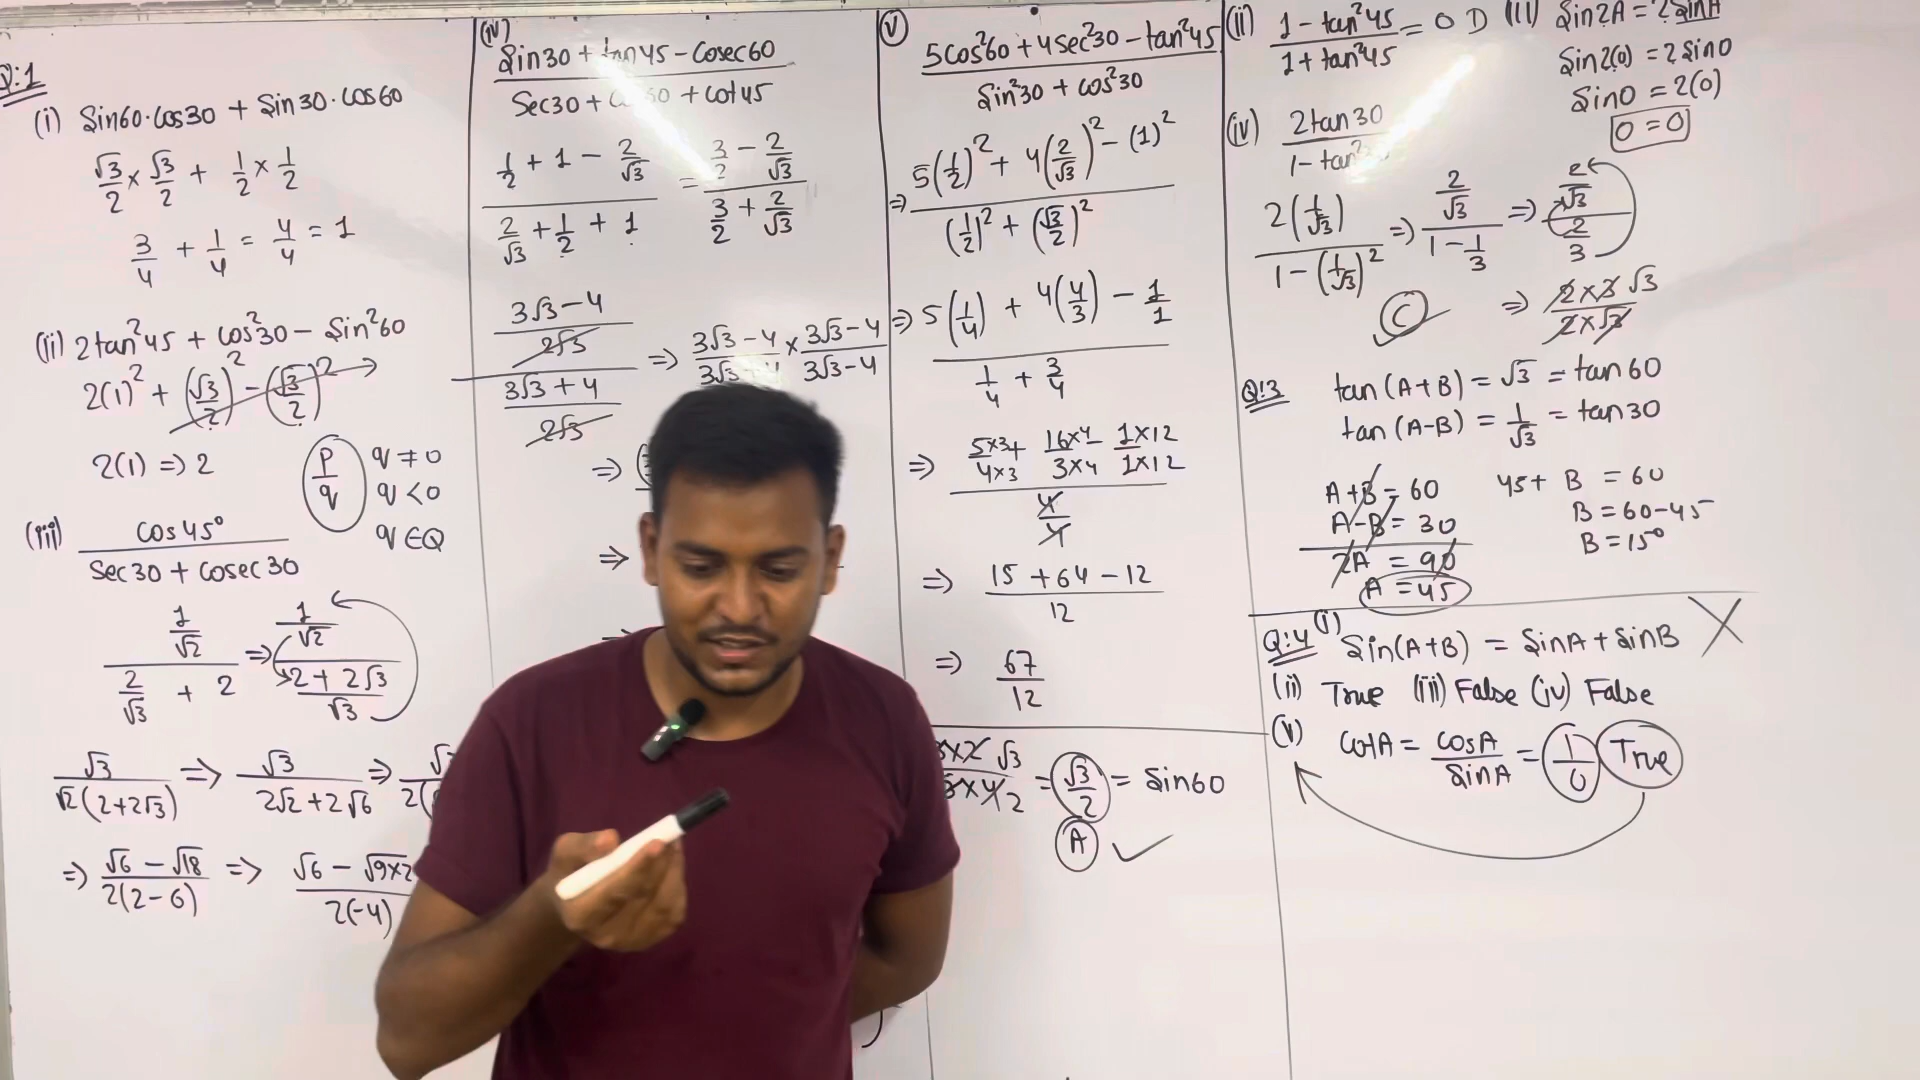 Q:1
(i) Sin60·cos30 + Sin30·cos60
√3/2 × √3/2 + 1/2 × 1/2
3/4 + 1/4 = 4/4 = 1
(ii) 2tan²45 + cos²30 − Sin²60
2(1)² + (√3/2)² − (√3/2)²
2(1) => 2
p/q q ≠ 0
q < 0
q ∈ Q
(iii) cos45° / Sec30 + cosec30
1/√2 / 2/√3 + 2 => 1/√2 / 2+2√3/√3
√3 / √2(2+2√3) => √3 / 2√2+2√6 =>
=> √6 − √18 / 2(2−6) => √6 − √9×2 / 2(−4)
(iv)
Sin30 + tan45 − Cosec60
Sec30 + + cot45
1/2 + 1 − 2/√3 / 2/√3 + 1/2 + 1 = 3/2 − 2/√3 / 3/2 + 2/√3
3√3−4 / 2√3
3√3+4 / 2√3
=> 3√3−4 × 3√3−4
3√3−4
=>
=>
(v)
5cos²60 + 4sec²30 − tan²45
Sin²30 + cos²30
=> 5(1/2)² + 4(2/√3)² − (1)² / (1/2)² + (√3/2)²
=> 5(1/4) + 4(4/3) − 1/1 / 1/4 + 3/4
=> 5×3/4×3 + 16×4/3×4 − 1×12/1×12 / 4/4
=> 15 + 64 − 12 / 12
=> 67/12
√3 = √3/2 = Sin60
A
(ii) 1 − tan²45 / 1 + tan²45 = 0 D
(iii) Sin2A = 2SinA
Sin2(0) = 2Sin0
Sin0 = 2(0)
0 = 0
(iv) 2tan30
1 − tan²
2(1/√3) / 1 − (1/√3)² => 2/√3 / 1 − 1/3 => 2/√3 / 2/3
C => 2×3√3 / 2×√3
Q:3 tan(A+B) = √3 = tan60
tan(A−B) = 1/√3 = tan30
A+B = 60
A−B = 30
2A = 90
A = 45
45 + B = 60
B = 60−45
B = 15°
Q:4 (i) Sin(A+B) = SinA + SinB
(ii) True (iii) False (iv) False
(v) cotA = cosA/SinA = 1/0 True